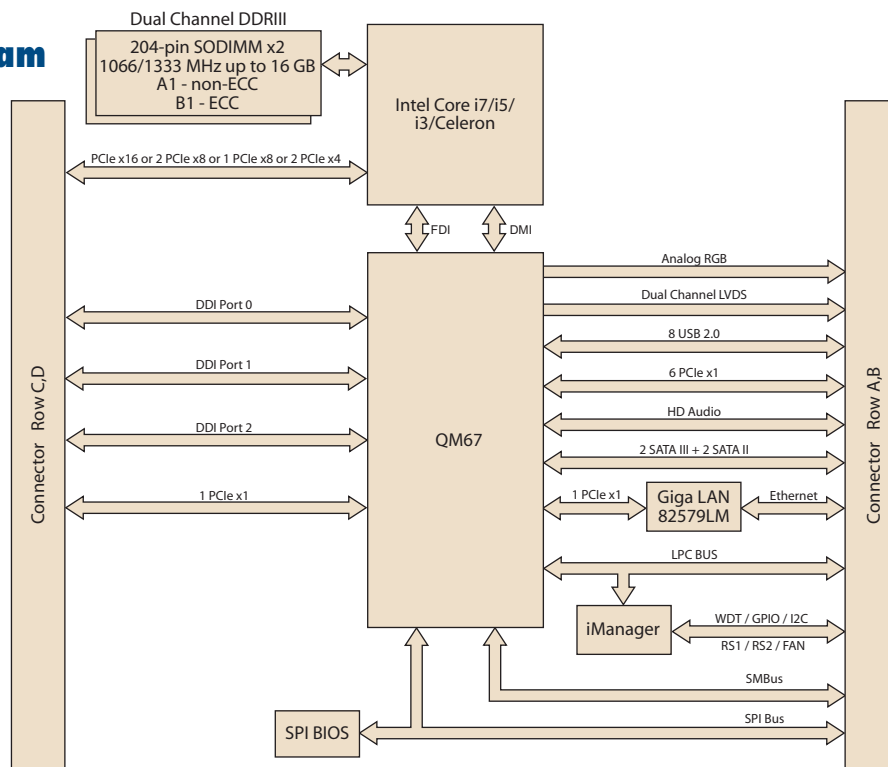 am
Dual Channel DDRIII
204-pin SODIMM x2
1066/1333 MHz up to 16 GB
A1 - non-ECC
B1 - ECC
Intel Core i7/i5/
i3/Celeron
PCIe x16 or 2 PCIe x8 or 1 PCIe x8 or 2 PCIe x4
FDI
DMI
Connector Row C,D
DDI Port 0
DDI Port 1
DDI Port 2
1 PCIe x1
QM67
Analog RGB
Dual Channel LVDS
8 USB 2.0
6 PCIe x1
HD Audio
2 SATA III + 2 SATA II
1 PCIe x1
Giga LAN
82579LM
Ethernet
LPC BUS
iManager
WDT / GPIO / I2C
RS1 / RS2 / FAN
SMBus
SPI Bus
SPI BIOS
Connector Row A,B